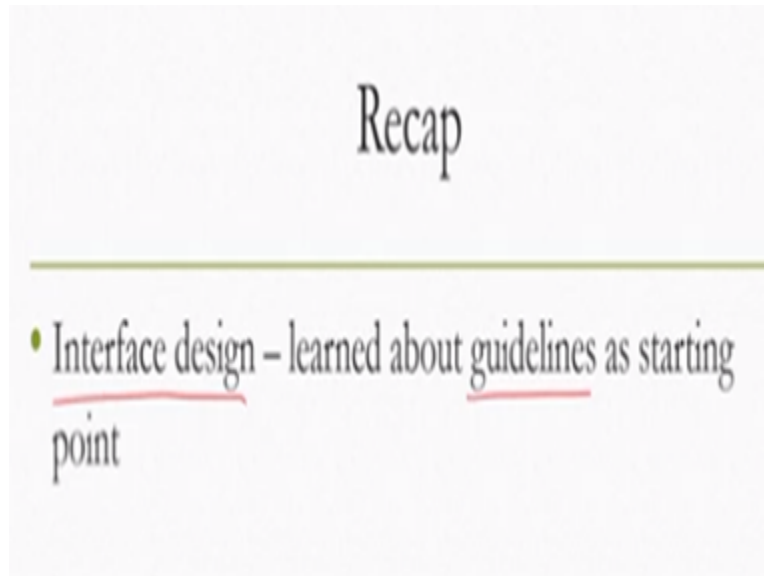 Recap
• Interface design – learned about guidelines as starting
point